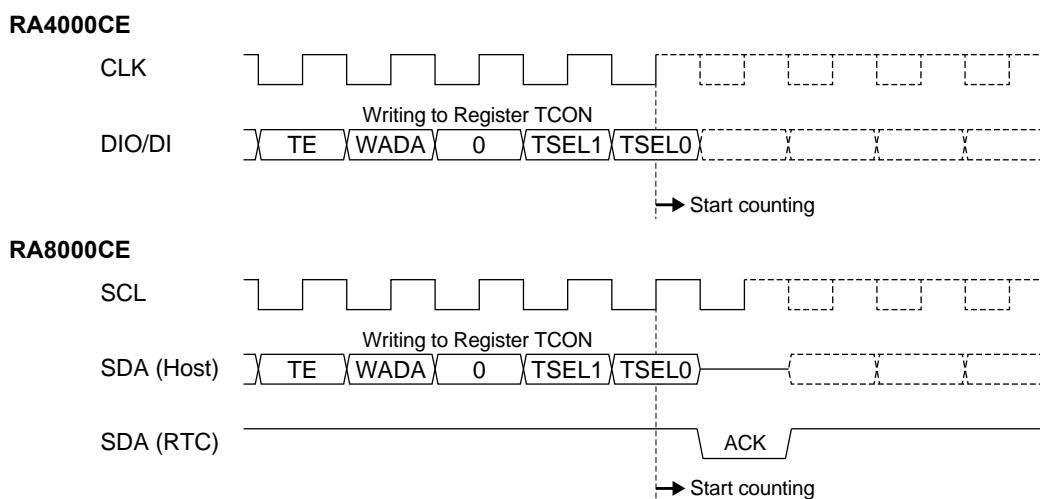 RA4000CE
CLK
Writing to Register TCON
DIO/DI TE WADA 0 TSEL1 TSEL0
Start counting
RA8000CE
SCL
Writing to Register TCON
SDA (Host) TE WADA 0 TSEL1 TSEL0
SDA (RTC) ACK
Start counting